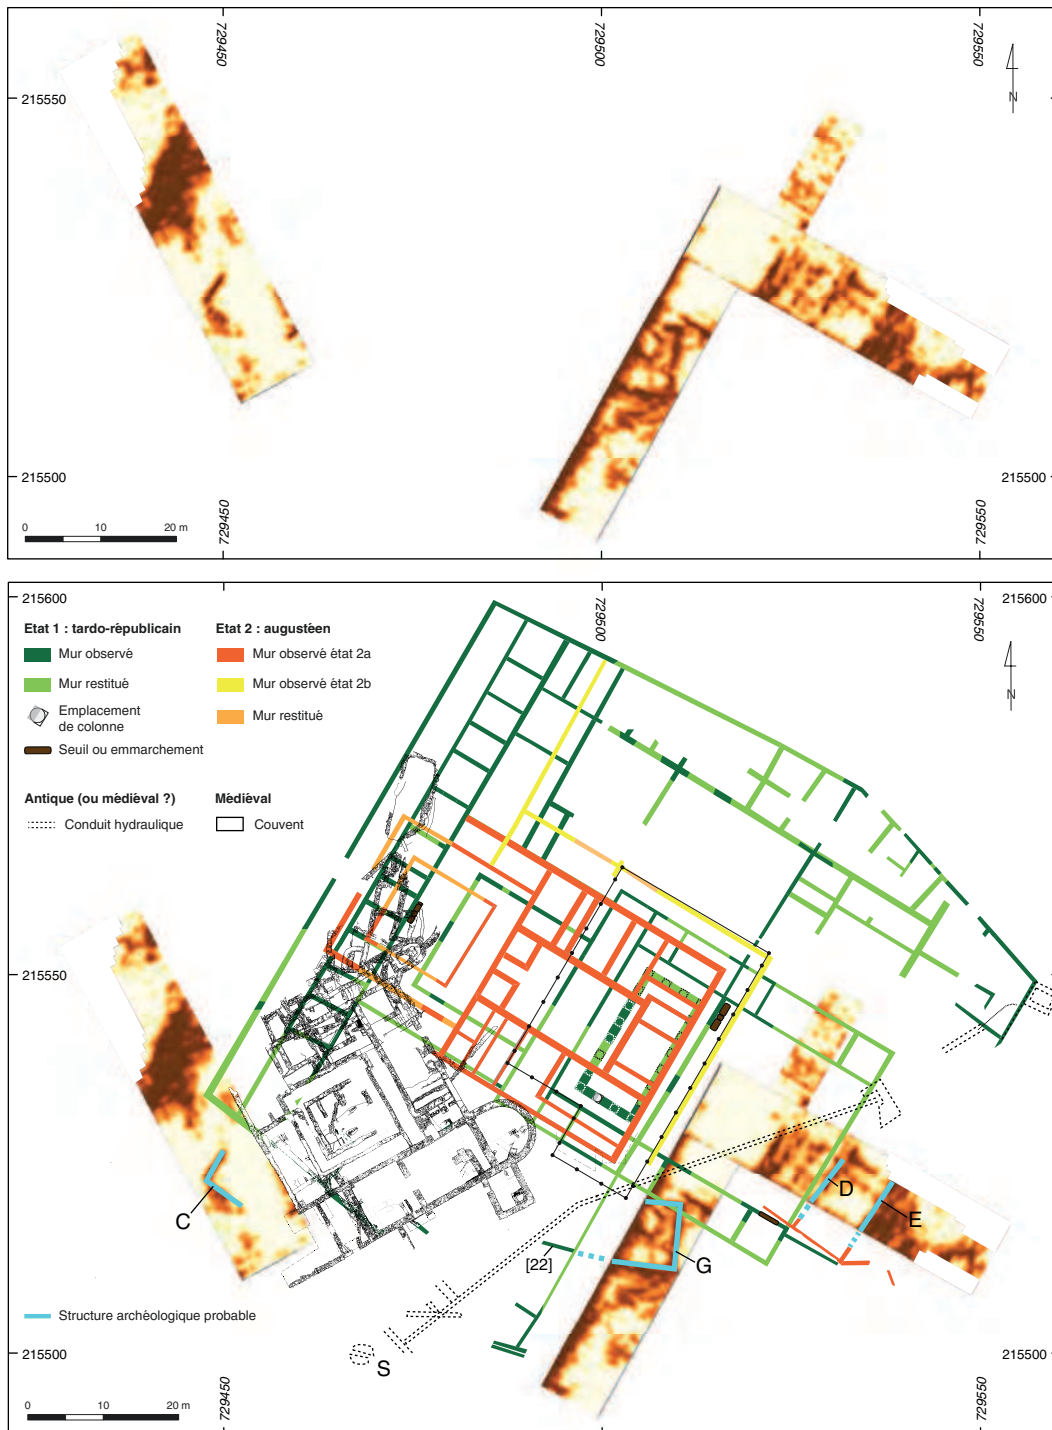 729450
729500
729550
215550
N
215500
215500
0 10 20 m
729450
729550
215600
729500
729550
215600
Etat 1 : tardo-républicain
Etat 2 : augustéen
Mur observé
Mur observé état 2a
Mur restitué
Mur observé état 2b
Emplacement
de colonne
Mur restitué
Seuil ou emmarchement
N
Antique (ou médiéval ?)
Médiéval
Conduit hydraulique
Couvent
215550
C
D
E
[22]
G
Structure archéologique probable
S
215500
215500
729450
729550
0 10 20 m